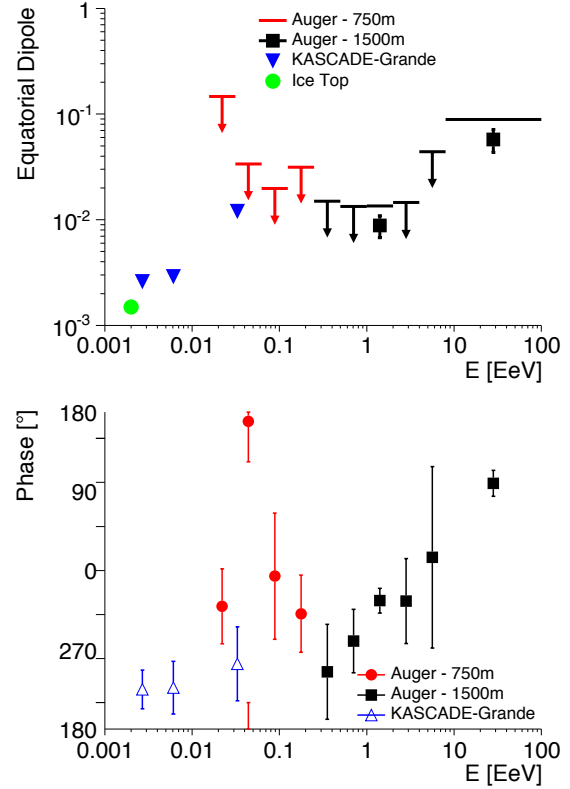 Equatorial Dipole
1
10⁻¹
10⁻²
10⁻³
Auger - 750m
Auger - 1500m
KASCADE-Grande
Ice Top
0.001 0.01 0.1 1 10 100
E [EeV]
Phase [°]
180
90
0
270
180
Auger - 750m
Auger - 1500m
KASCADE-Grande
0.001 0.01 0.1 1 10 100
E [EeV]